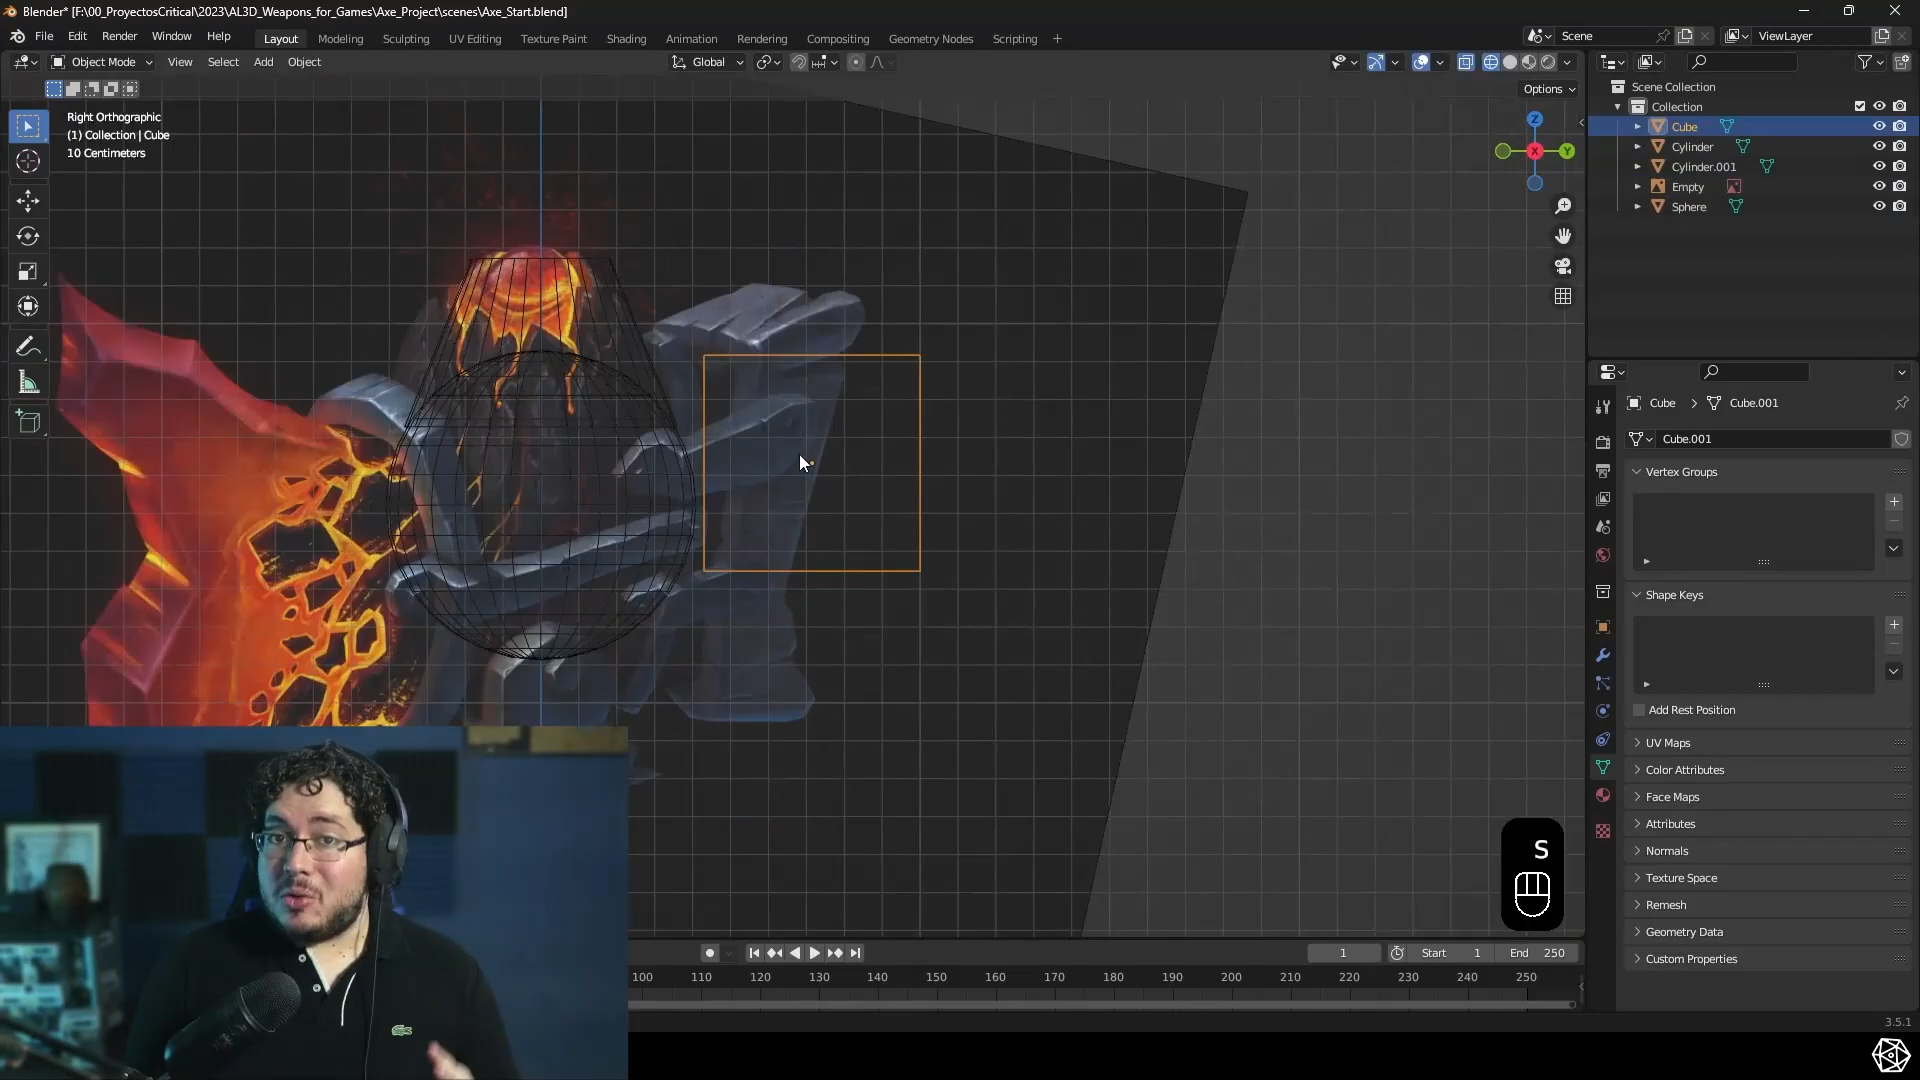 Blender* [F:\00_ProyectosCritical\2023\AL3D_Weapons_for_Games\Axe_Project\scenes\Axe_Start.blend]
File Edit Render Window Help Layout Modeling Sculpting UV Editing Texture Paint Shading Animation Rendering Compositing Geometry Nodes Scripting + Scene ViewLayer
Object Mode View Select Add Object Global
Options
Right Orthographic
(1) Collection | Cube
10 Centimeters
Z
Y
X
Scene Collection
Collection
Cube
Cylinder
Cylinder.001
Empty
Sphere
Cube > Cube.001
Cube.001
Vertex Groups
Shape Keys
Add Rest Position
UV Maps
Color Attributes
Face Maps
Attributes
Normals
Texture Space
Remesh
Geometry Data
Custom Properties
S
1 Start 1 End 250
100 110 120 130 140 150 160 170 180 190 200 210 220 230 240 250
3.5.1